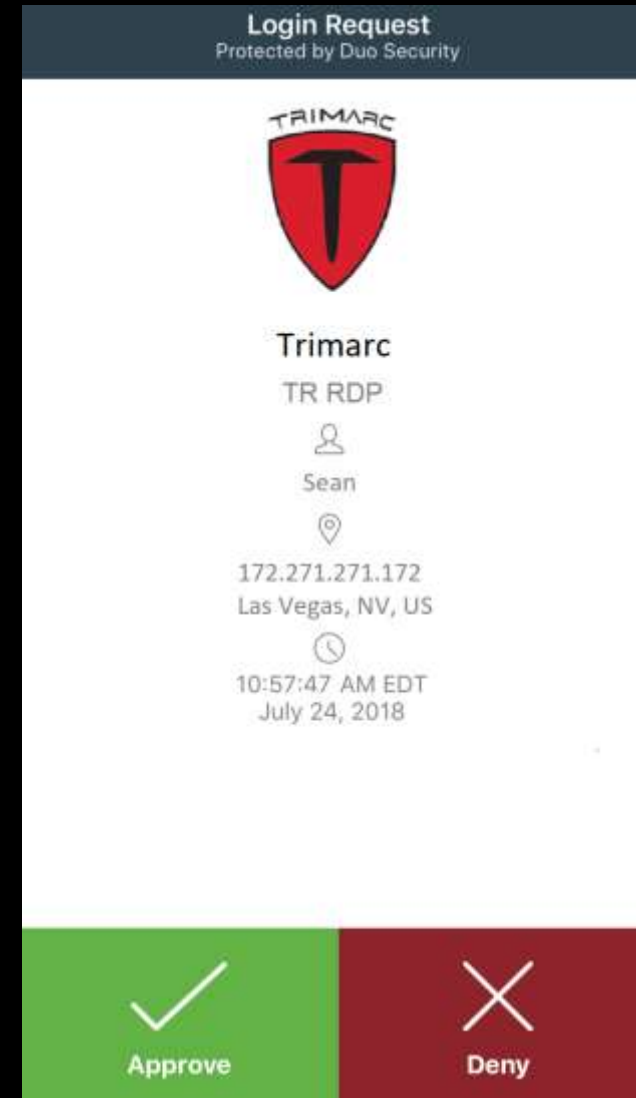 Login Request
Protected by Duo Security
TRIMARC
T
Trimarc
TR RDP
Sean
172.271.271.172
Las Vegas, NV, US
10:57:47 AM EDT
July 24, 2018
Approve
Deny